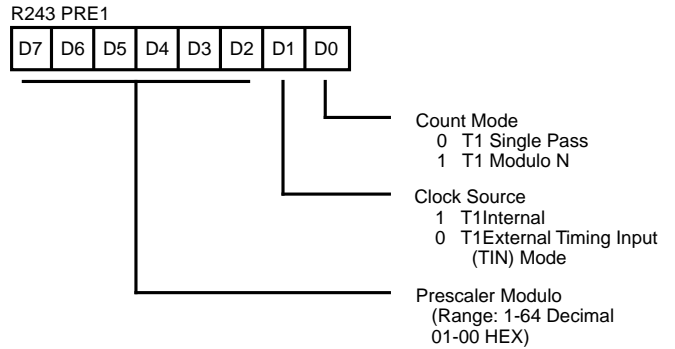 R243 PRE1
D7 D6 D5 D4 D3 D2 D1 D0
Count Mode
0 T1 Single Pass
1 T1 Modulo N
Clock Source
1 T1Internal
0 T1External Timing Input
(TIN) Mode
Prescaler Modulo
(Range: 1-64 Decimal
01-00 HEX)